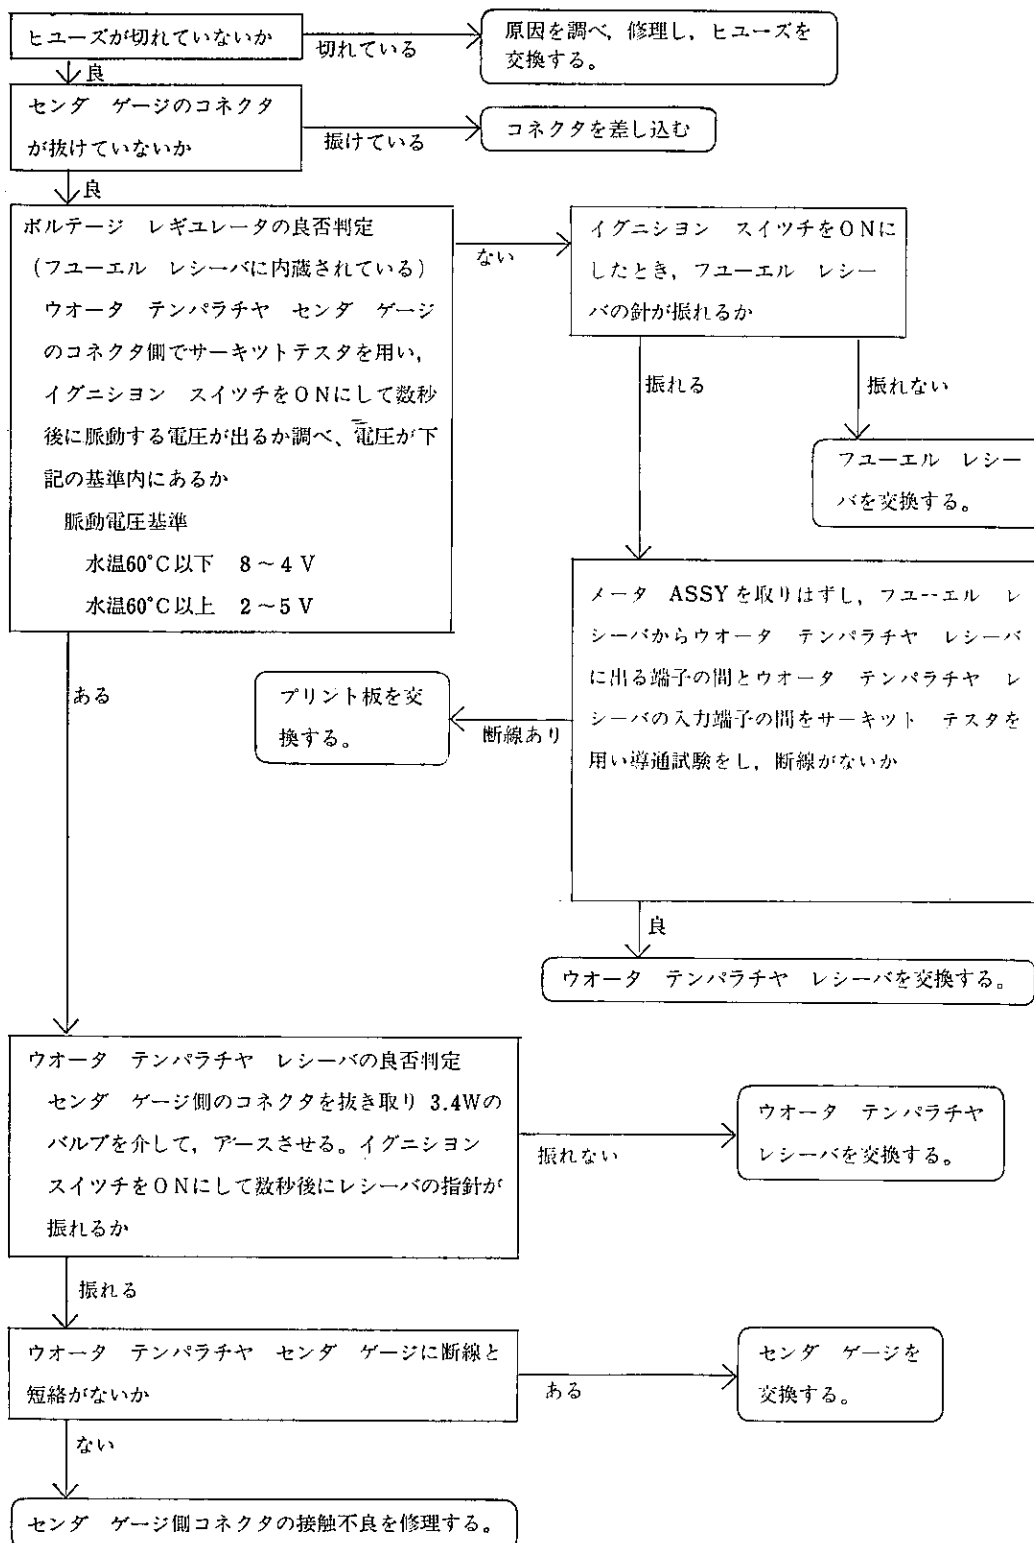 ヒユーズが切れていないか
切れている
原因を調べ，修理し，ヒユーズを
交換する。
良
センダ　ゲージのコネクタ
が抜けていないか
振けている
コネクタを差し込む
良
ボルテージ　レギユレータの良否判定
（フユーエル　レシーバに内蔵されている）
ウオータ　テンパラチヤ　センダ　ゲージ
のコネクタ側でサーキツトテスタを用い，
イグニシヨン　スイツチをＯＮにして数秒
後に脈動する電圧が出るか調べ、電圧が下
記の基準内にあるか
脈動電圧基準
水温60°C以下　8～4 V
水温60°C以上　2～5 V
ない
イグニシヨン　スイツチをＯＮに
したとき，フユーエル　レシー
バの針が振れるか
振れる
振れない
フユーエル　レシー
バを交換する。
メータ　ASSYを取りはずし，フユーエル　レ
シーバからウオータ　テンパラチヤ　レシーバ
に出る端子の間とウオータ　テンパラチヤ　レ
シーバの入力端子の間をサーキツト　テスタを
用い導通試験をし，断線がないか
断線あり
プリント板を交
換する。
良
ウオータ　テンパラチヤ　レシーバを交換する。
ある
ウオータ　テンパラチヤ　レシーバの良否判定
センダ　ゲージ側のコネクタを抜き取り 3.4Wの
バルブを介して，アースさせる。イグニシヨン
スイツチをＯＮにして数秒後にレシーバの指針が
振れるか
振れない
ウオータ　テンパラチヤ
レシーバを交換する。
振れる
ウオータ　テンパラチヤ　センダ　ゲージに断線と
短絡がないか
ある
センダ　ゲージを
交換する。
ない
センダ　ゲージ側コネクタの接触不良を修理する。